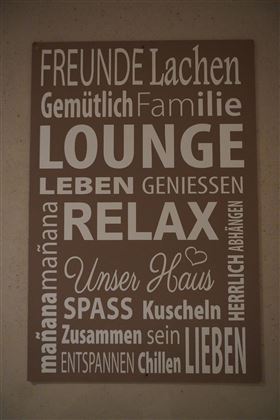 FREUNDE Lachen
Gemütlich Familie
LOUNGE
LEBEN GENIESSEN
RELAX
mañana mañana
mañana
HERRLICH ABHÄNGEN
Unser Haus
SPASS Kuscheln
Zusammen sein
ENTSPANNEN Chillen
LIEBEN